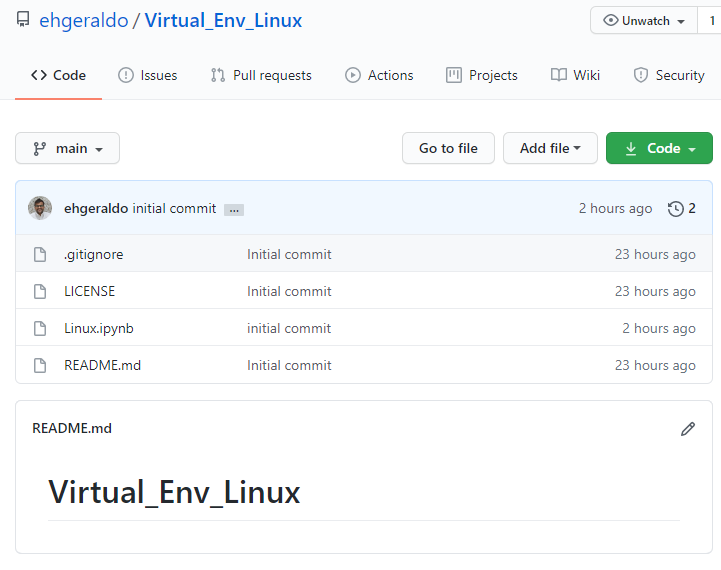 ehgeraldo / Virtual_Env_Linux Unwatch 1
Code Issues Pull requests Actions Projects Wiki Security
main Go to file Add file Code
ehgeraldo initial commit ... 2 hours ago 2
.gitignore Initial commit 23 hours ago
LICENSE Initial commit 23 hours ago
Linux.ipynb initial commit 2 hours ago
README.md Initial commit 23 hours ago
README.md
Virtual_Env_Linux